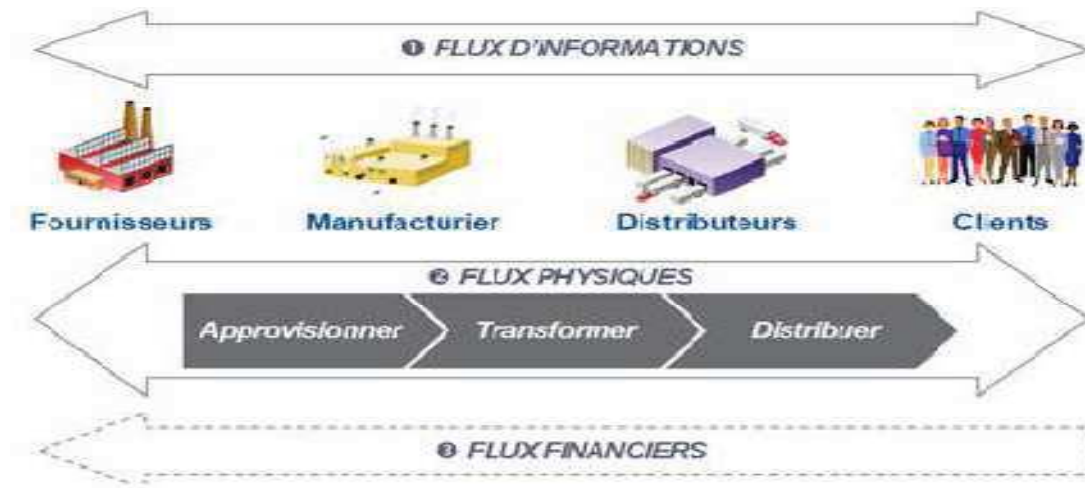 ❶ FLUX D'INFORMATIONS
Fournisseurs Manufacturier Distributeurs Clients
❷ FLUX PHYSIQUES
Approvisionner Transformer Distribuer
❸ FLUX FINANCIERS